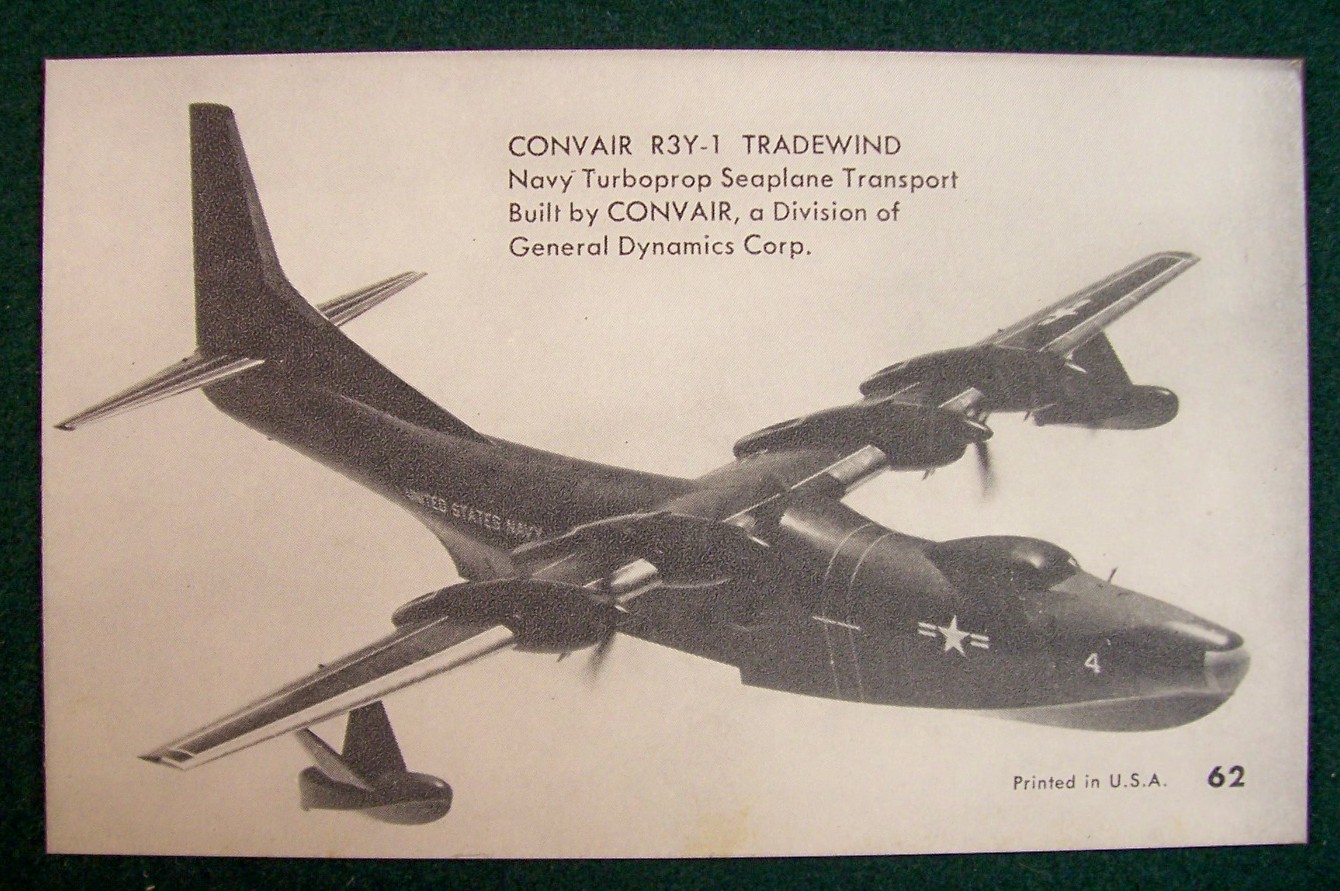 CONVAIR R3Y-1 TRADEWIND
Navy Turboprop Seaplane Transport
Built by CONVAIR, a Division of
General Dynamics Corp.
UNITED STATES NAVY
4
Printed in U.S.A. 62